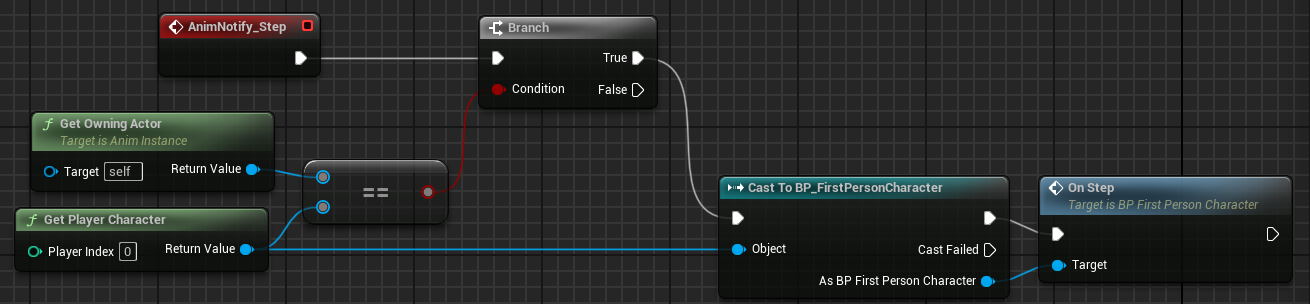 AnimNotify_Step
Branch
True
Condition
False
Get Owning Actor
Target is Anim Instance
Target self
Return Value
==
Get Player Character
Player Index 0
Return Value
Cast To BP_FirstPersonCharacter
Object
Cast Failed
As BP First Person Character
On Step
Target is BP First Person Character
Target